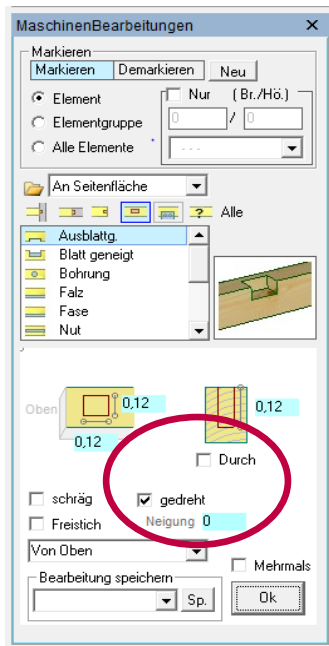 MaschinenBearbeitungen
Markieren
Markieren Demarkieren Neu
Element
Nur (Br./Hö.)
Elementgruppe 0 / 0
Alle Elemente - - -
An Seitenfläche
? Alle
Ausblattg.
Blatt geneigt
Bohrung
Falz
Fase
Nut
Oben 0,12 0,12
0,12
Durch
schräg gedreht
Freistich Neigung 0
Von Oben
Mehrmals
Bearbeitung speichern
Sp. Ok